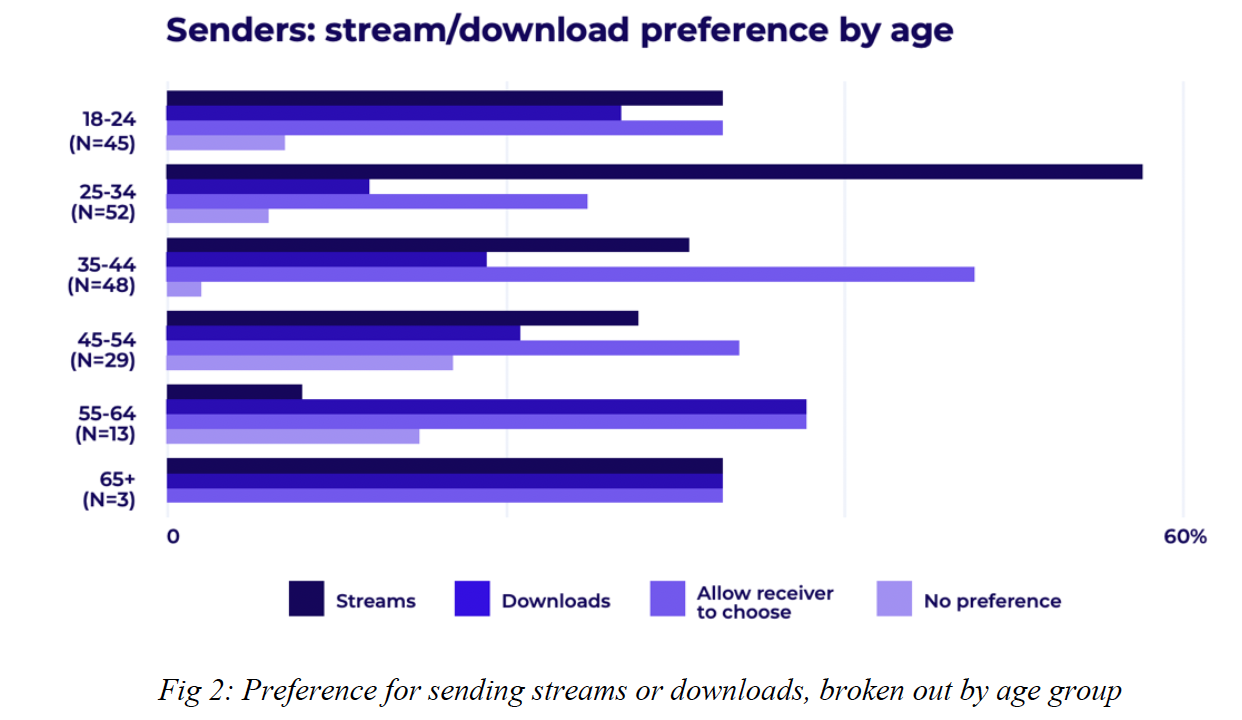 Senders: stream/download preference by age
18-24
(N=45)
25-34
(N=52)
35-44
(N=48)
45-54
(N=29)
55-64
(N=13)
65+
(N=3)
0
60%
Streams
Downloads
Allow receiver
to choose
No preference
Fig 2: Preference for sending streams or downloads, broken out by age group